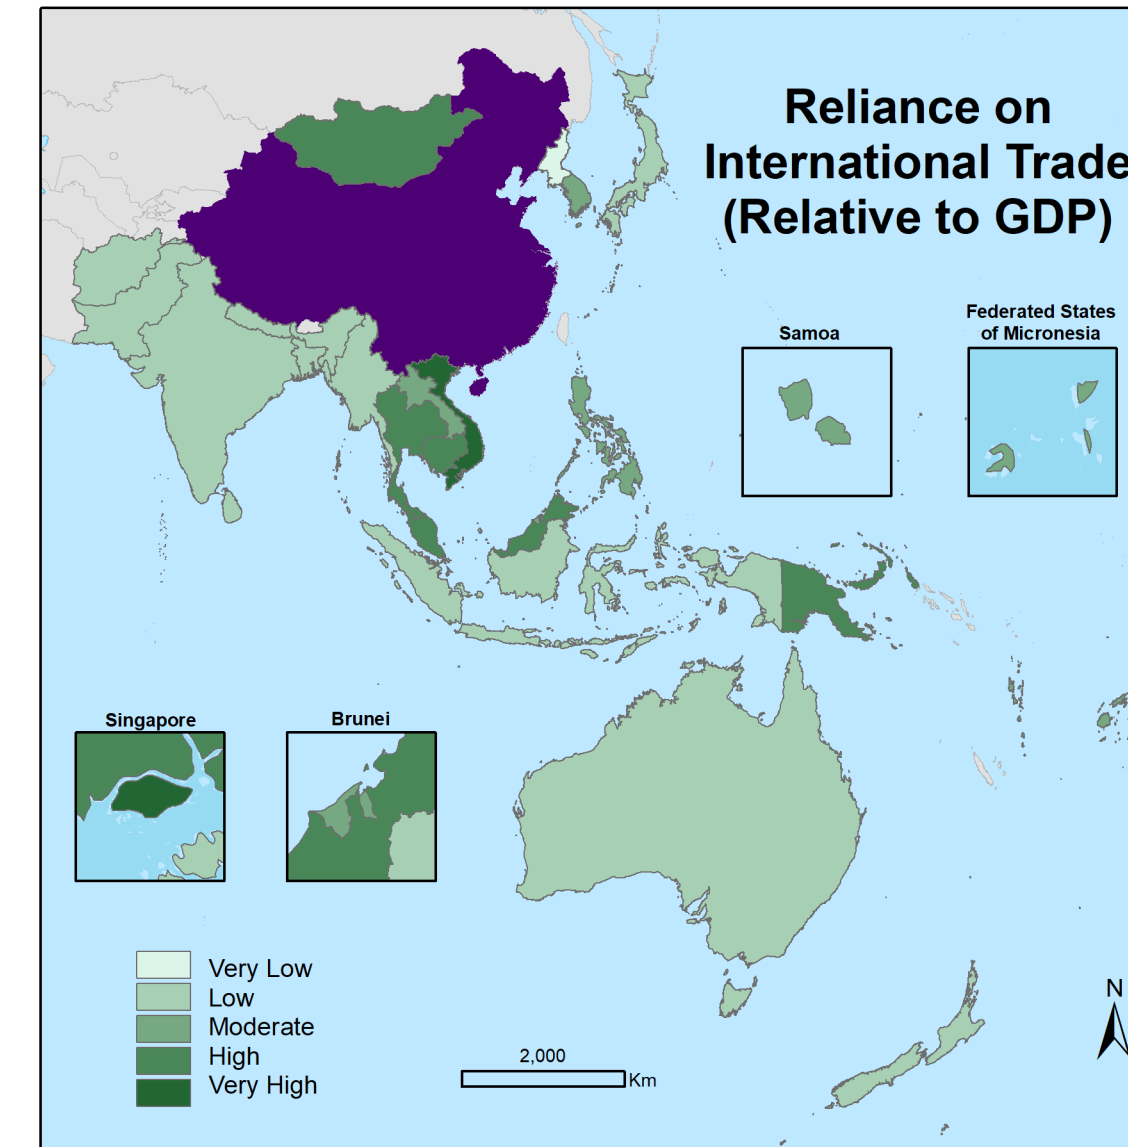 Reliance on
International Trade
(Relative to GDP)
Federated States
of Micronesia
Samoa
Singapore
Brunei
Very Low
Low
Moderate
High
Very High
2,000
Km
N